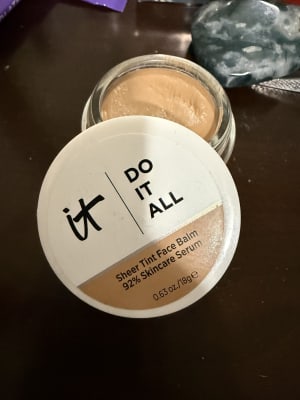 it
DO
IT
ALL
Sheer Tint Face Balm
92% Skincare Serum
0.63 oz./18g℮